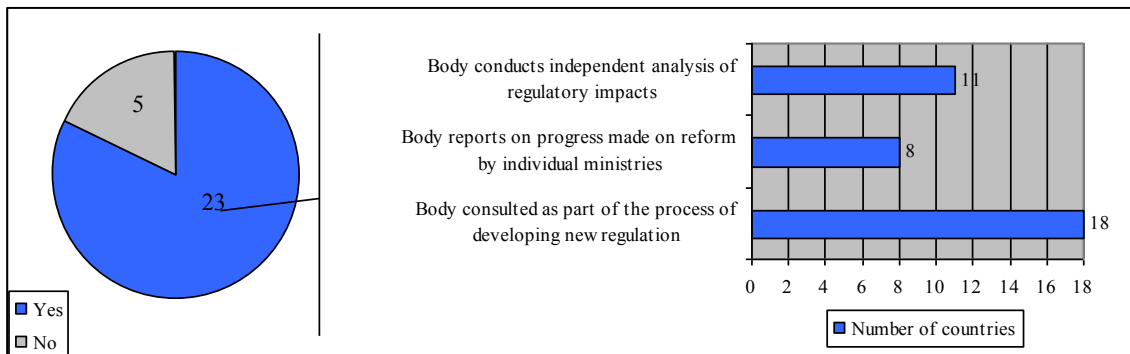 5
23
Yes
No
Body conducts independent analysis of
regulatory impacts
11
Body reports on progress made on reform
by individual ministries
8
Body consulted as part of the process of
developing new regulation
18
0 2 4 6 8 10 12 14 16 18
Number of countries